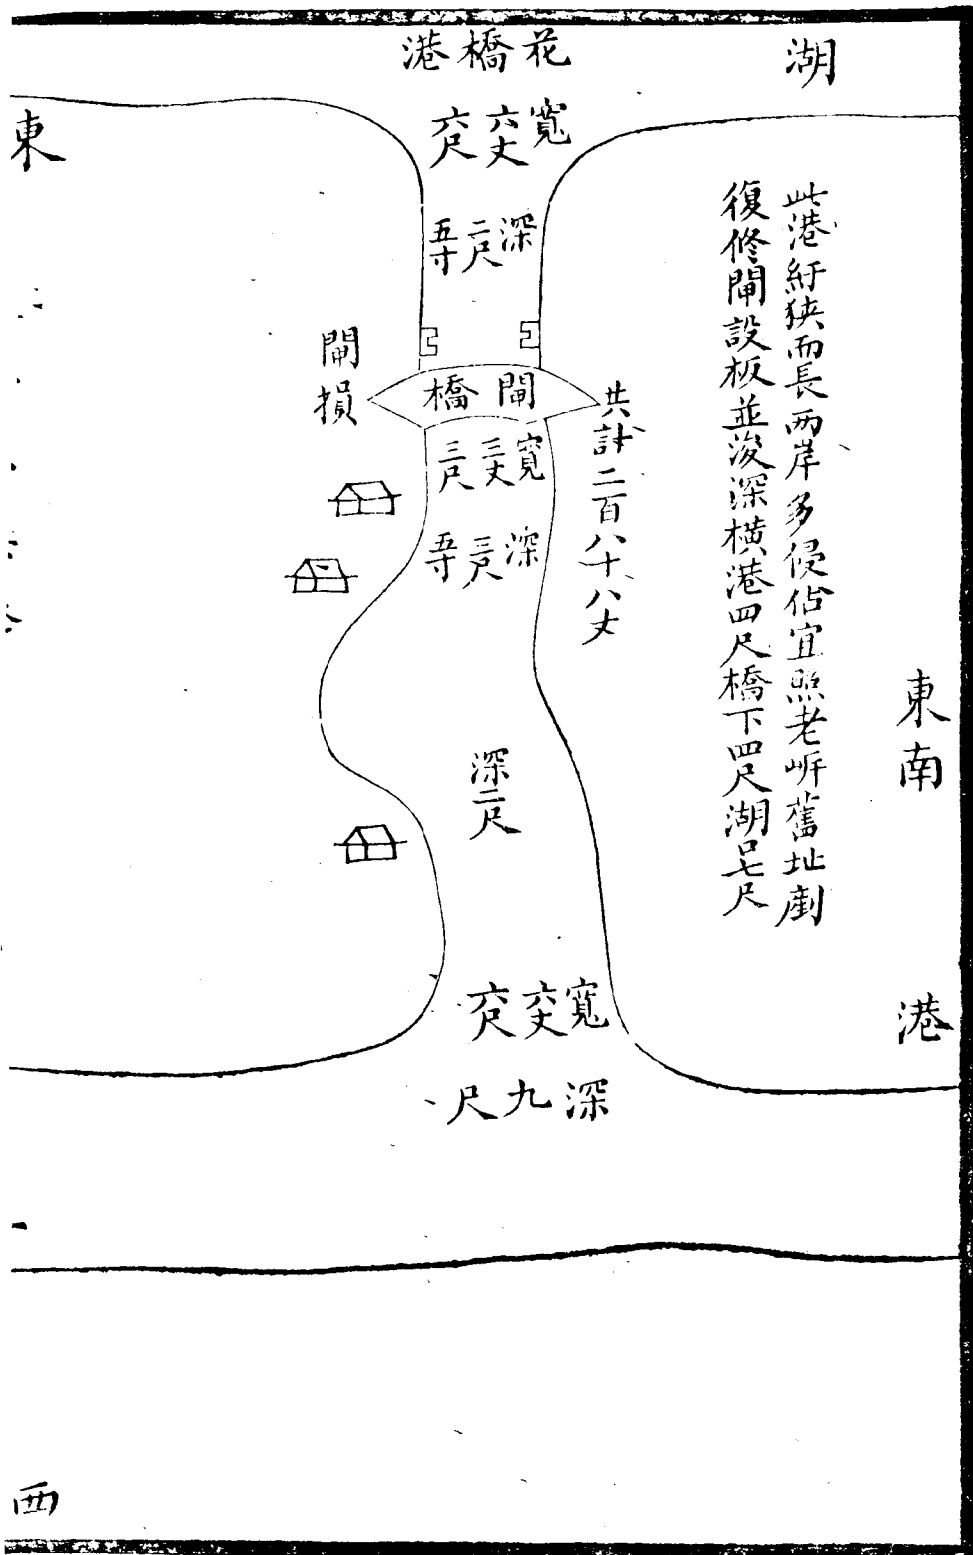 湖
東南
港
此港紆狹而長兩岸多侵佔宜照老岍舊址剷
復修閘設板並浚深橫港四尺橋下四尺湖口七尺
花橋港
寬六丈六尺
深二尺五寸
閘橋
閘損
共計二百八十八丈
寬三丈三尺
深三尺五寸
深二尺
寬六丈六尺
深九尺
東
西